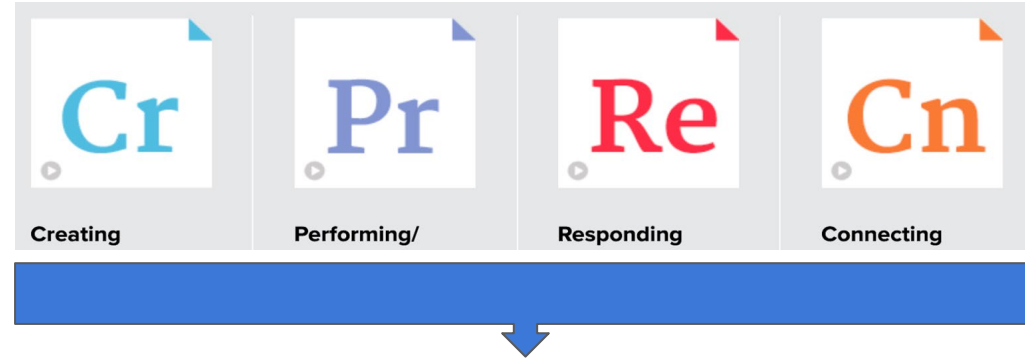 Cr Pr Re Cn
Creating Performing/ Responding Connecting